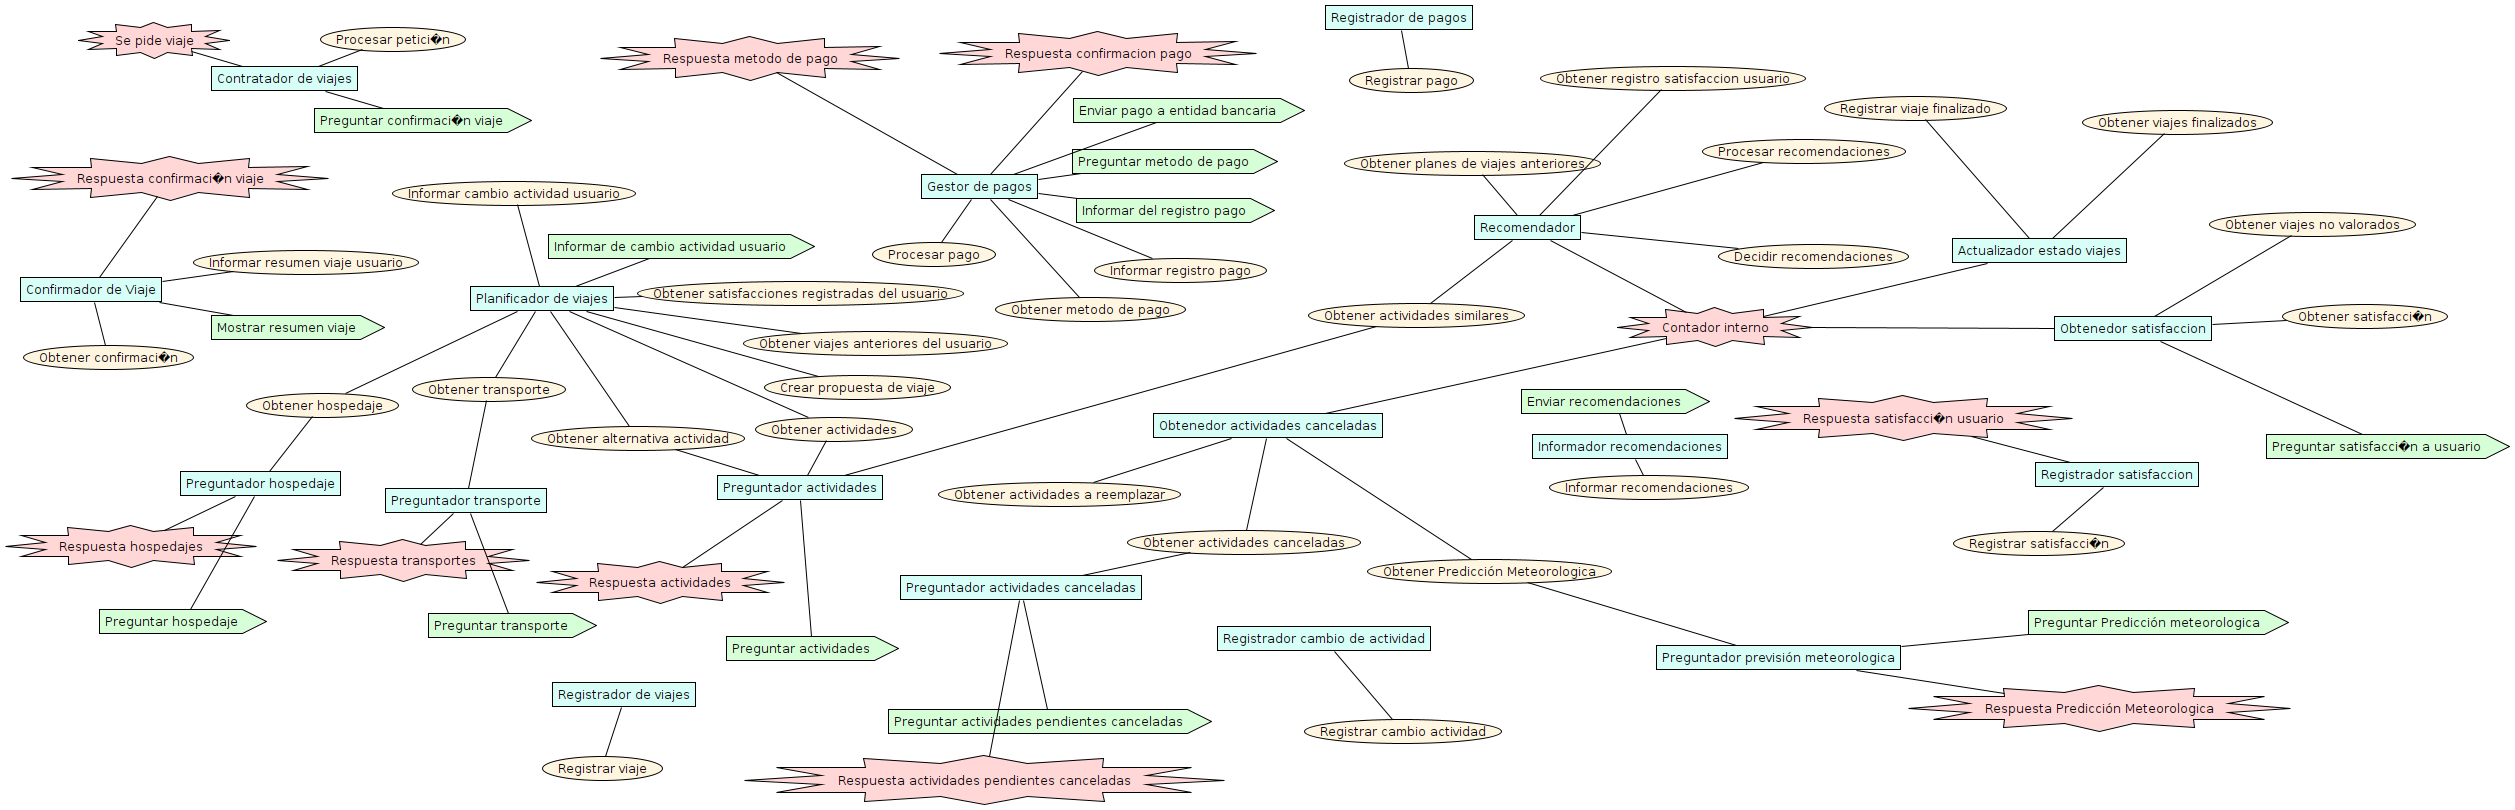 Registrador de pagos
Se pide viaje
Procesar petici�n
Respuesta confirmacion pago
Respuesta metodo de pago
Contratador de viajes
Obtener registro satisfaccion usuario
Registrar pago
Registrar viaje finalizado
Enviar pago a entidad bancaria
Preguntar confirmaci�n viaje
Obtener viajes finalizados
Procesar recomendaciones
Preguntar metodo de pago
Obtener planes de viajes anteriores
Respuesta confirmaci�n viaje
Gestor de pagos
Informar cambio actividad usuario
Informar del registro pago
Obtener viajes no valorados
Recomendador
Informar de cambio actividad usuario
Actualizador estado viajes
Procesar pago
Decidir recomendaciones
Informar resumen viaje usuario
Informar registro pago
Confirmador de Viaje
Obtener satisfacciones registradas del usuario
Planificador de viajes
Obtener metodo de pago
Obtener actividades similares
Obtener satisfacci�n
Mostrar resumen viaje
Contador interno
Obtenedor satisfaccion
Obtener viajes anteriores del usuario
Obtener confirmaci�n
Crear propuesta de viaje
Obtener transporte
Enviar recomendaciones
Obtener hospedaje
Respuesta satisfacci�n usuario
Obtenedor actividades canceladas
Obtener actividades
Obtener alternativa actividad
Informador recomendaciones
Preguntar satisfacci�n a usuario
Registrador satisfaccion
Preguntador hospedaje
Preguntador actividades
Informar recomendaciones
Obtener actividades a reemplazar
Preguntador transporte
Obtener actividades canceladas
Registrar satisfacci�n
Respuesta hospedajes
Respuesta transportes
Obtener Predicción Meteorologica
Respuesta actividades
Preguntador actividades canceladas
Preguntar hospedaje
Preguntar Predicción meteorologica
Preguntar transporte
Registrador cambio de actividad
Preguntar actividades
Preguntador previsión meteorologica
Registrador de viajes
Respuesta Predicción Meteorologica
Preguntar actividades pendientes canceladas
Registrar cambio actividad
Registrar viaje
Respuesta actividades pendientes canceladas